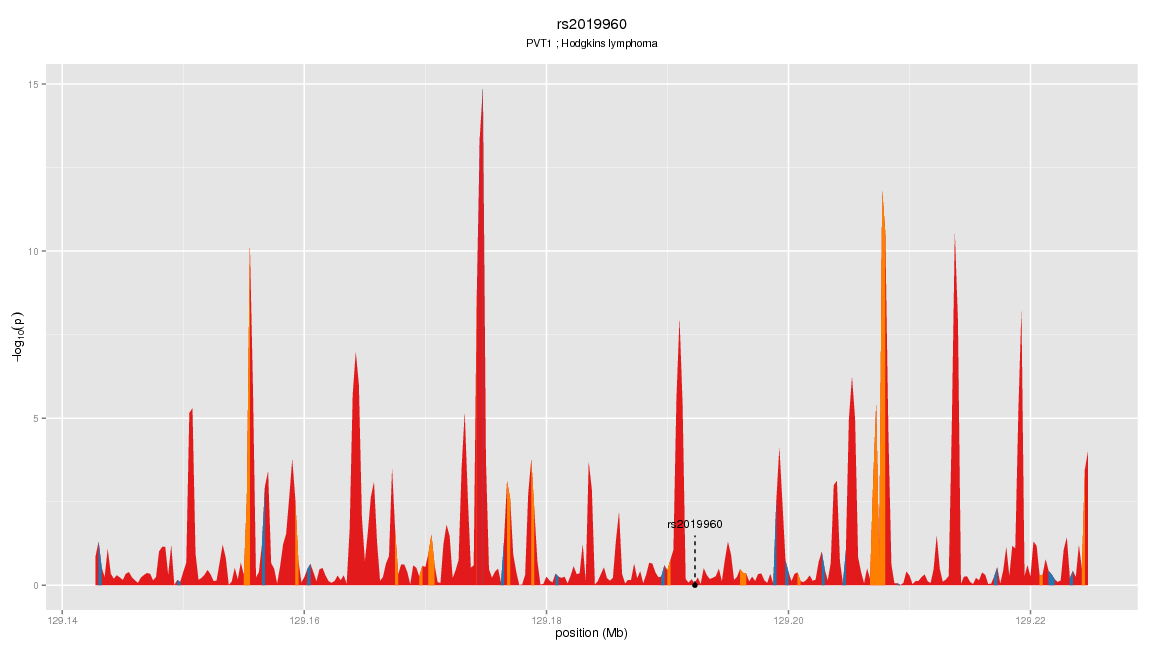 rs2019960
PVT1 ; Hodgkins lymphoma
15
10
5
0
−log10(p)
rs2019960
129.14
129.16
129.18
129.20
129.22
position (Mb)